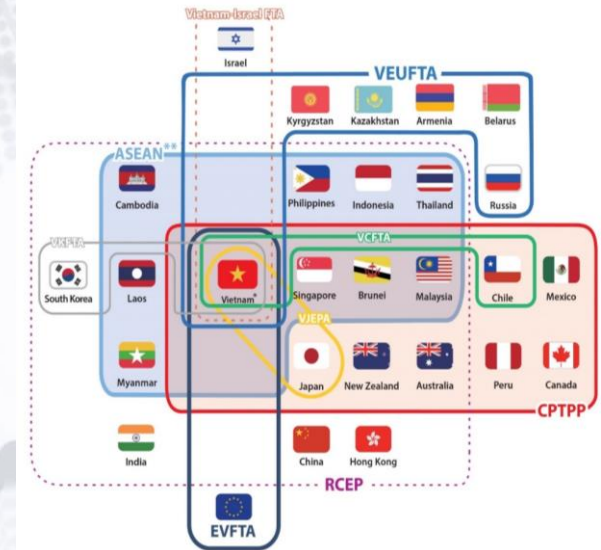 Vietnam-Israel FTA
Israel
VEUFTA
Kyrgyzstan Kazakhstan Armenia Belarus
ASEAN**
Cambodia Philippines Indonesia Thailand Russia
VKFTA VCFTA
South Korea Laos Vietnam* Singapore Brunei Malaysia Chile Mexico
VJEPA
Myanmar Japan New Zealand Australia Peru Canada
CPTPP
India China Hong Kong
RCEP
EVFTA